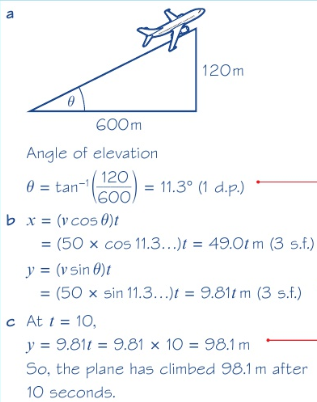 a
120 m
θ
600 m
Angle of elevation
θ = tan⁻¹(120/600) = 11.3° (1 d.p.)
b x = (v cos θ)t
= (50 × cos 11.3...)t = 49.0t m (3 s.f.)
y = (v sin θ)t
= (50 × sin 11.3...)t = 9.81t m (3 s.f.)
c At t = 10,
y = 9.81t = 9.81 × 10 = 98.1 m
So, the plane has climbed 98.1 m after
10 seconds.